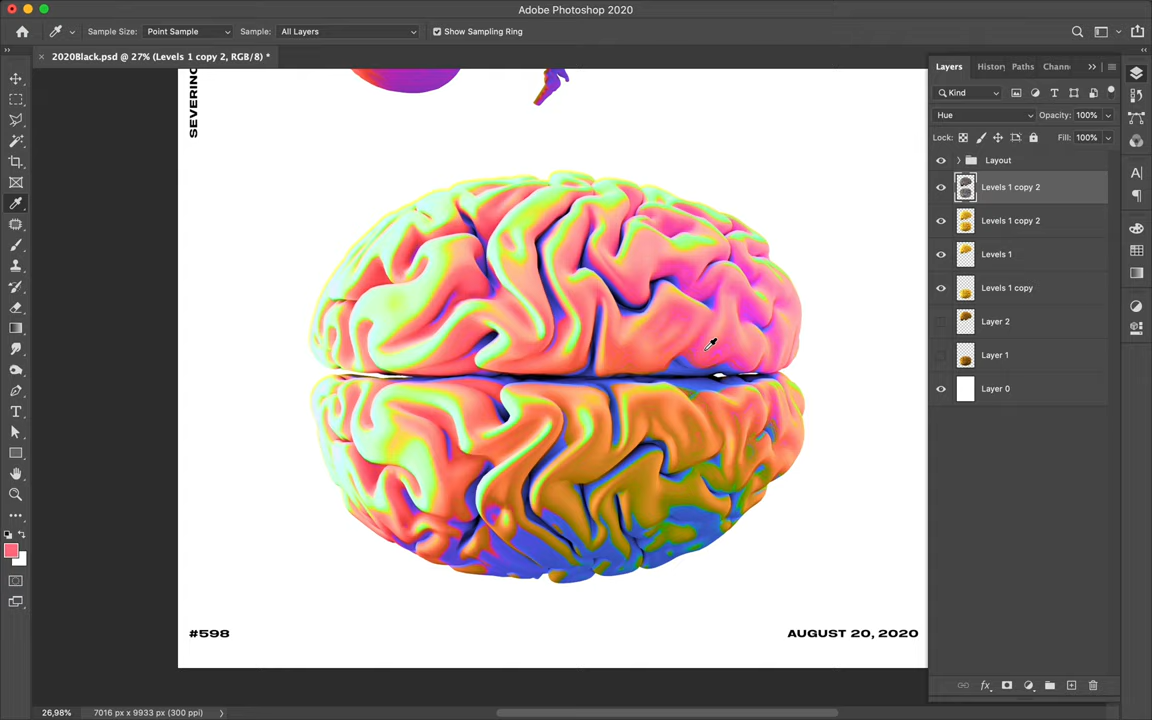 Adobe Photoshop 2020
Sample Size: Point Sample Sample: All Layers Show Sampling Ring
2020Black.psd @ 27% (Levels 1 copy 2, RGB/8) *
Layers Histor Paths Chann
Kind
Hue Opacity: 100%
Lock: Fill: 100%
Layout
Levels 1 copy 2
Levels 1 copy 2
Levels 1
Levels 1 copy
Layer 2
Layer 1
Layer 0
SEVERING
#598 AUGUST 20, 2020
26,98% 7016 px x 9933 px (300 ppi)